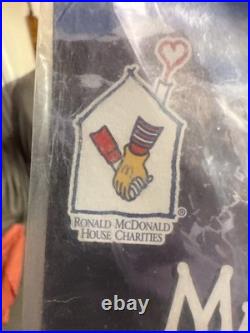 RONALD MCDONALD
HOUSE CHARITIES
®
M